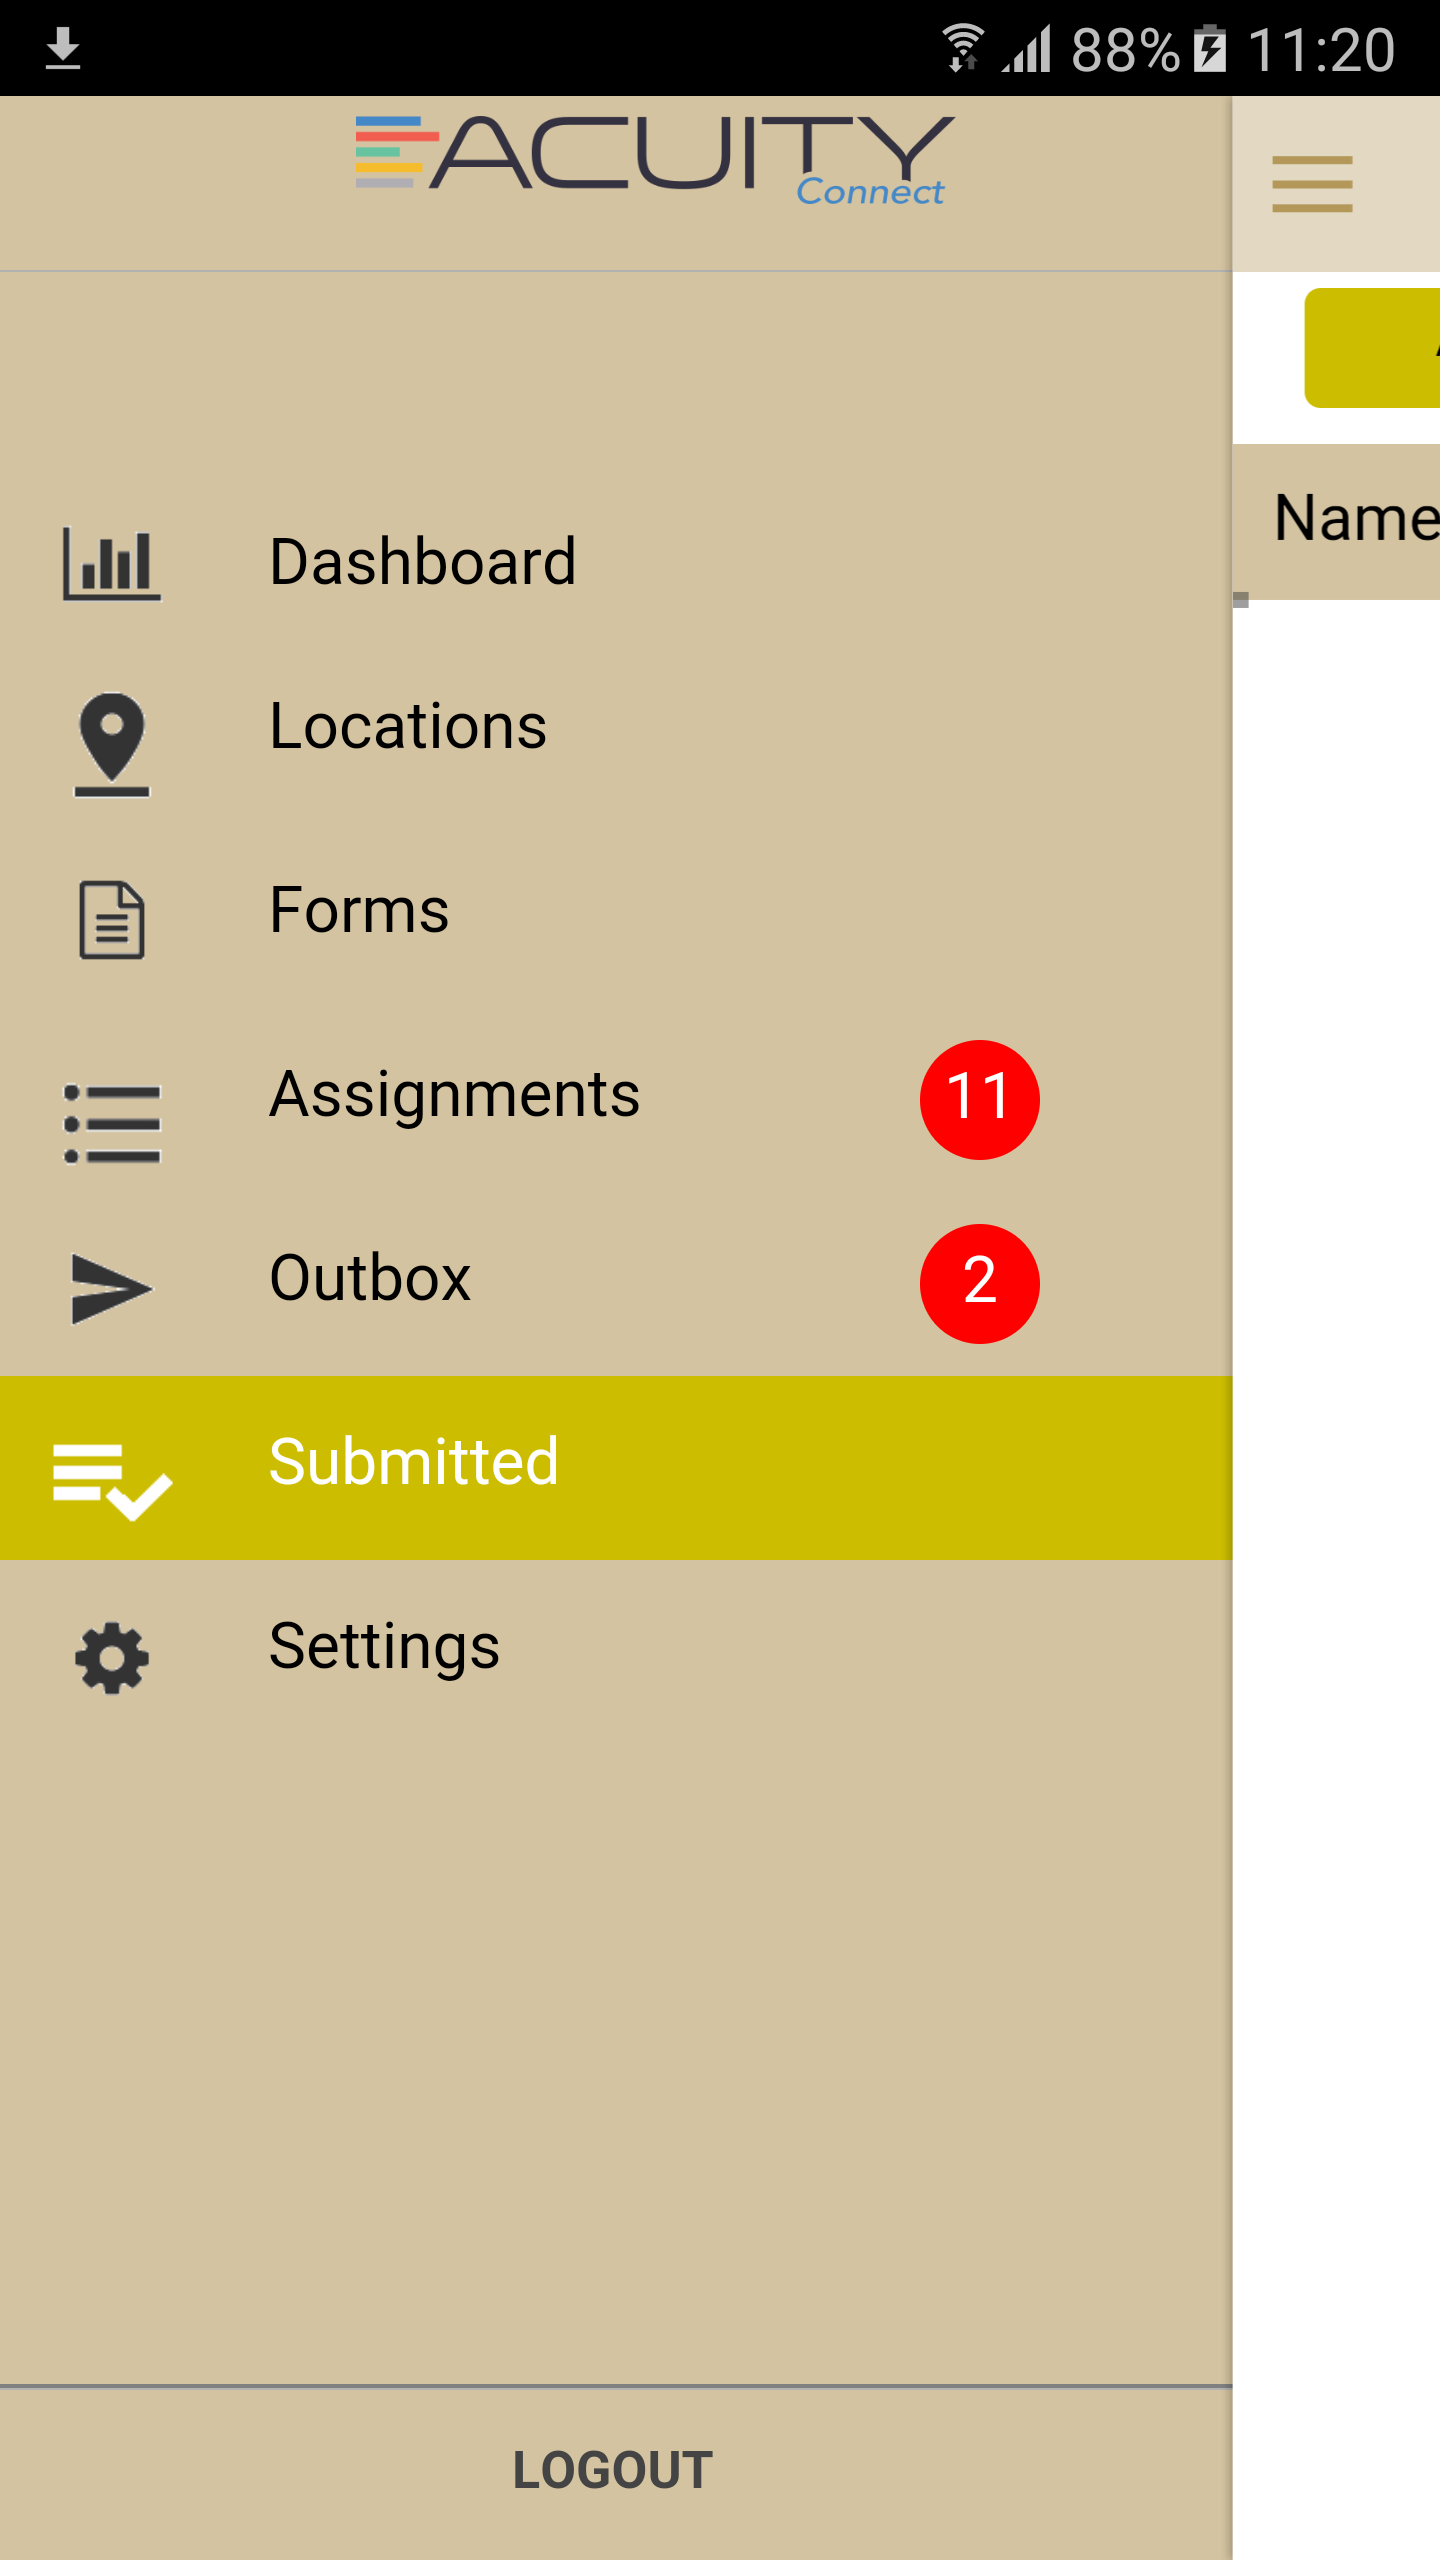 88% 11:20
ACUITY
Connect
Name
Dashboard
Locations
Forms
Assignments 11
Outbox 2
Submitted
Settings
LOGOUT